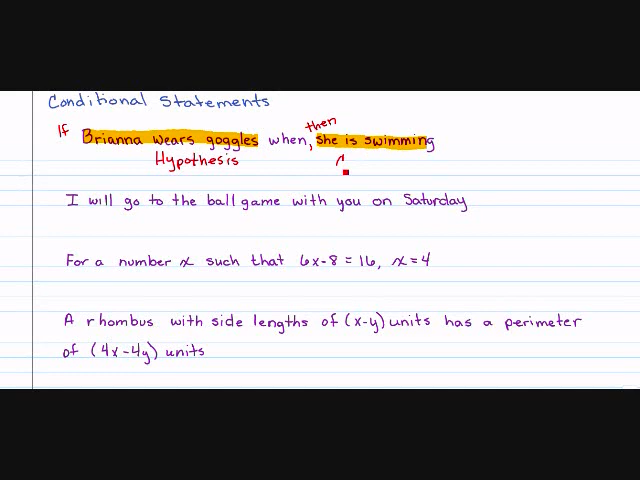 Conditional Statements
If Brianna wears goggles when, then she is swimming
Hypothesis
I will go to the ball game with you on Saturday
For a number x such that 6x-8=16, x=4
A rhombus with side lengths of (x-y) units has a perimeter
of (4x-4y) units